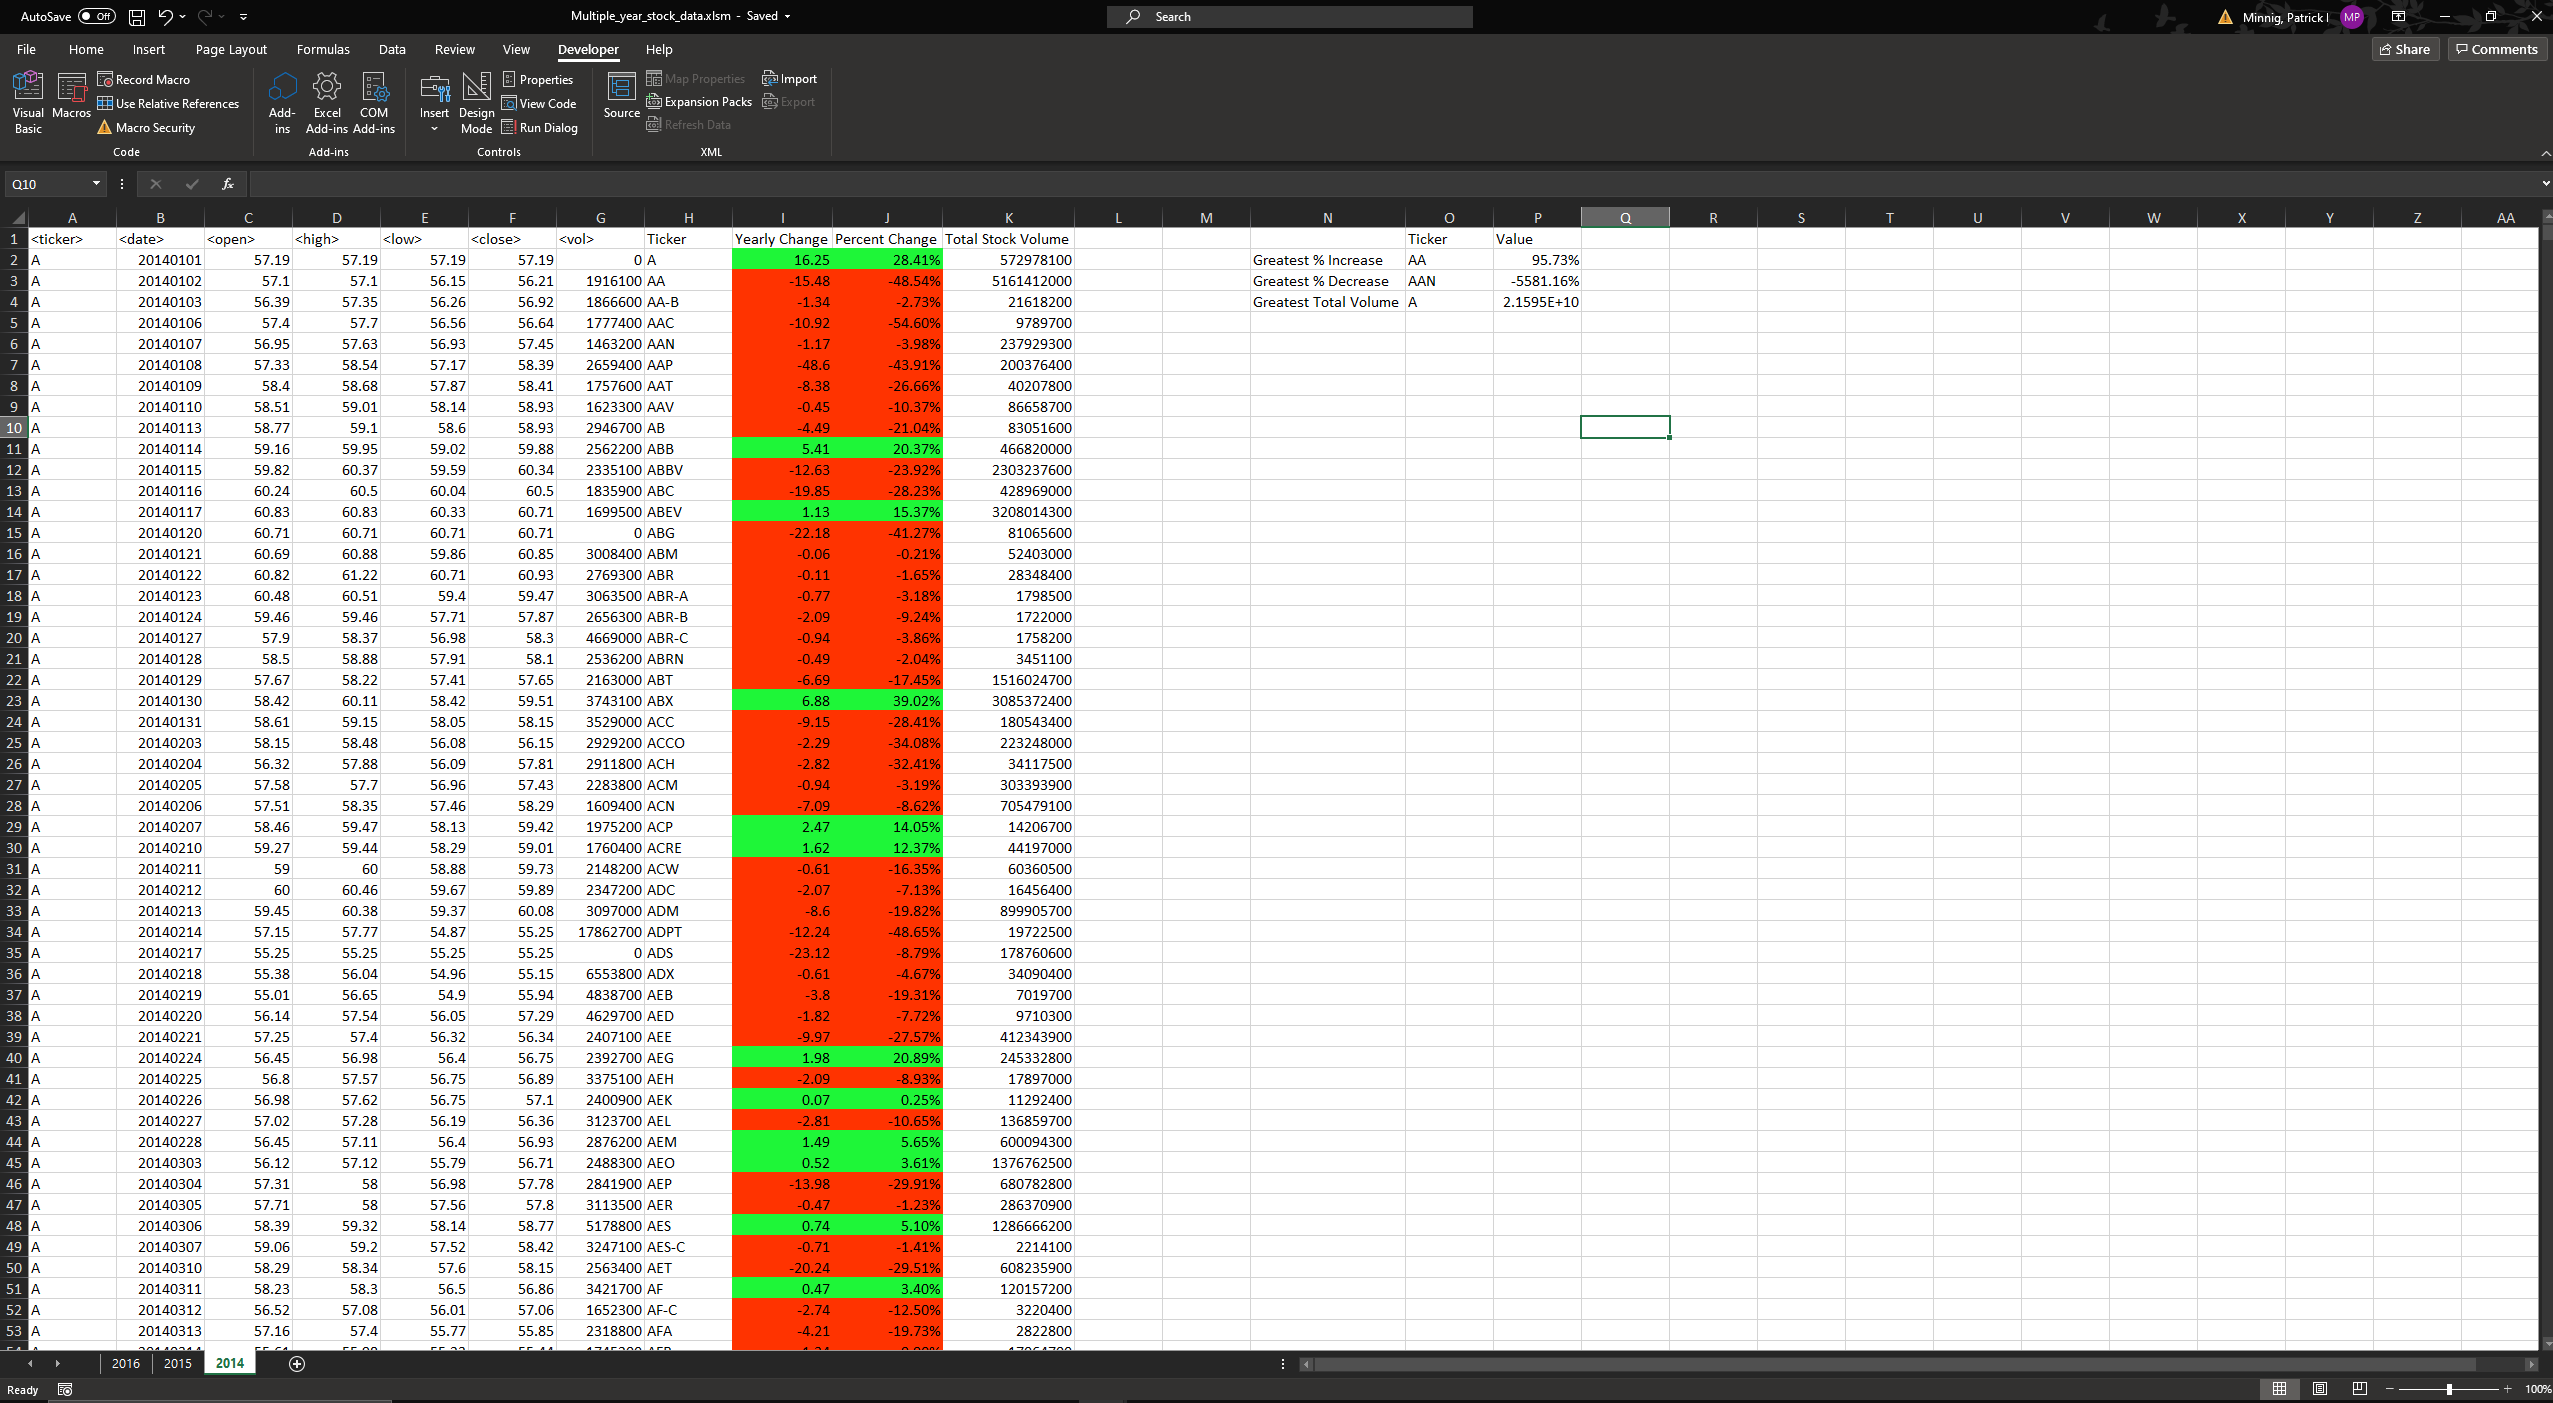 AutoSave Off Multiple_year_stock_data.xlsm - Saved Search Minnig, Patrick I MP
File Home Insert Page Layout Formulas Data Review View Developer Help Share Comments
Visual Basic Macros Record Macro Use Relative References Macro Security Add-ins Excel Add-ins COM Add-ins Insert Design Mode Properties View Code Run Dialog Source Map Properties Expansion Packs Refresh Data Import Export
Code Add-ins Controls XML
Q10 fx
A B C D E F G H I J K L M N O P Q R S T U V W X Y Z AA
1 <ticker> <date> <open> <high> <low> <close> <vol> Ticker Yearly Change Percent Change Total Stock Volume Ticker Value
2 A 20140101 57.19 57.19 57.19 57.19 0 A 16.25 28.41% 572978100 Greatest % Increase AA 95.73%
3 A 20140102 57.1 57.1 56.15 56.21 1916100 AA -15.48 -48.54% 5161412000 Greatest % Decrease AAN -5581.16%
4 A 20140103 56.39 57.35 56.26 56.92 1866600 AA-B -1.34 -2.73% 21618200 Greatest Total Volume A 2.1595E+10
5 A 20140106 57.4 57.7 56.56 56.64 1777400 AAC -10.92 -54.60% 9789700
6 A 20140107 56.95 57.63 56.93 57.45 1463200 AAN -1.17 -3.98% 237929300
7 A 20140108 57.33 58.54 57.17 58.39 2659400 AAP -48.6 -43.91% 200376400
8 A 20140109 58.4 58.68 57.87 58.41 1757600 AAT -8.38 -26.66% 40207800
9 A 20140110 58.51 59.01 58.14 58.93 1623300 AAV -0.45 -10.37% 86658700
10 A 20140113 58.77 59.1 58.6 58.93 2946700 AB -4.49 -21.04% 83051600
11 A 20140114 59.16 59.95 59.02 59.88 2562200 ABB 5.41 20.37% 466820000
12 A 20140115 59.82 60.37 59.59 60.34 2335100 ABBV -12.63 -23.92% 2303237600
13 A 20140116 60.24 60.5 60.04 60.5 1835900 ABC -19.85 -28.23% 428969000
14 A 20140117 60.83 60.83 60.33 60.71 1699500 ABEV 1.13 15.37% 3208014300
15 A 20140120 60.71 60.71 60.71 60.71 0 ABG -22.18 -41.27% 81065600
16 A 20140121 60.69 60.88 59.86 60.85 3008400 ABM -0.06 -0.21% 52403000
17 A 20140122 60.82 61.22 60.71 60.93 2769300 ABR -0.11 -1.65% 28348400
18 A 20140123 60.48 60.51 59.4 59.47 3063500 ABR-A -0.77 -3.18% 1798500
19 A 20140124 59.46 59.46 57.71 57.87 2656300 ABR-B -2.09 -9.24% 1722000
20 A 20140127 57.9 58.37 56.98 58.3 4669000 ABR-C -0.94 -3.86% 1758200
21 A 20140128 58.5 58.88 57.91 58.1 2536200 ABRN -0.49 -2.04% 3451100
22 A 20140129 57.67 58.22 57.41 57.65 2163000 ABT -6.69 -17.45% 1516024700
23 A 20140130 58.42 60.11 58.42 59.51 3743100 ABX 6.88 39.02% 3085372400
24 A 20140131 58.61 59.15 58.05 58.15 3529000 ACC -9.15 -28.41% 180543400
25 A 20140203 58.15 58.48 56.08 56.15 2929200 ACCO -2.29 -34.08% 223248000
26 A 20140204 56.32 57.88 56.09 57.81 2911800 ACH -2.82 -32.41% 34117500
27 A 20140205 57.58 57.7 56.96 57.43 2283800 ACM -0.94 -3.19% 303393900
28 A 20140206 57.51 58.35 57.46 58.29 1609400 ACN -7.09 -8.62% 705479100
29 A 20140207 58.46 59.47 58.13 59.42 1975200 ACP 2.47 14.05% 14206700
30 A 20140210 59.27 59.44 58.29 59.01 1760400 ACRE 1.62 12.37% 44197000
31 A 20140211 59 60 58.88 59.73 2148200 ACW -0.61 -16.35% 60360500
32 A 20140212 60 60.46 59.67 59.89 2347200 ADC -2.07 -7.13% 16456400
33 A 20140213 59.45 60.38 59.37 60.08 3097000 ADM -8.6 -19.82% 899905700
34 A 20140214 57.15 57.77 54.87 55.25 17862700 ADPT -12.24 -48.65% 19722500
35 A 20140217 55.25 55.25 55.25 55.25 0 ADS -23.12 -8.79% 178760600
36 A 20140218 55.38 56.04 54.96 55.15 6553800 ADX -0.61 -4.67% 34090400
37 A 20140219 55.01 56.65 54.9 55.94 4838700 AEB -3.8 -19.31% 7019700
38 A 20140220 56.14 57.54 56.05 57.29 4629700 AED -1.82 -7.72% 9710300
39 A 20140221 57.25 57.4 56.32 56.34 2407100 AEE -9.97 -27.57% 412343900
40 A 20140224 56.45 56.98 56.4 56.75 2392700 AEG 1.98 20.89% 245332800
41 A 20140225 56.8 57.57 56.75 56.89 3375100 AEH -2.09 -8.93% 17897000
42 A 20140226 56.98 57.62 56.75 57.1 2400900 AEK 0.07 0.25% 11292400
43 A 20140227 57.02 57.28 56.19 56.36 3123700 AEL -2.81 -10.65% 136859700
44 A 20140228 56.45 57.11 56.4 56.93 2876200 AEM 1.49 5.65% 600094300
45 A 20140303 56.12 57.12 55.79 56.71 2488300 AEO 0.52 3.61% 1376762500
46 A 20140304 57.31 58 56.98 57.78 2841900 AEP -13.98 -29.91% 680782800
47 A 20140305 57.71 58 57.56 57.8 3113500 AER -0.47 -1.23% 286370900
48 A 20140306 58.39 59.32 58.14 58.77 5178800 AES 0.74 5.10% 1286666200
49 A 20140307 59.06 59.2 57.52 58.42 3247100 AES-C -0.71 -1.41% 2214100
50 A 20140310 58.29 58.34 57.6 58.15 2563400 AET -20.24 -29.51% 608235900
51 A 20140311 58.23 58.3 56.5 56.86 3421700 AF 0.47 3.40% 120157200
52 A 20140312 56.52 57.08 56.01 57.06 1652300 AF-C -2.74 -12.50% 3220400
53 A 20140313 57.16 57.4 55.77 55.85 2318800 AFA -4.21 -19.73% 2822800
2016 2015 2014
Ready 100%